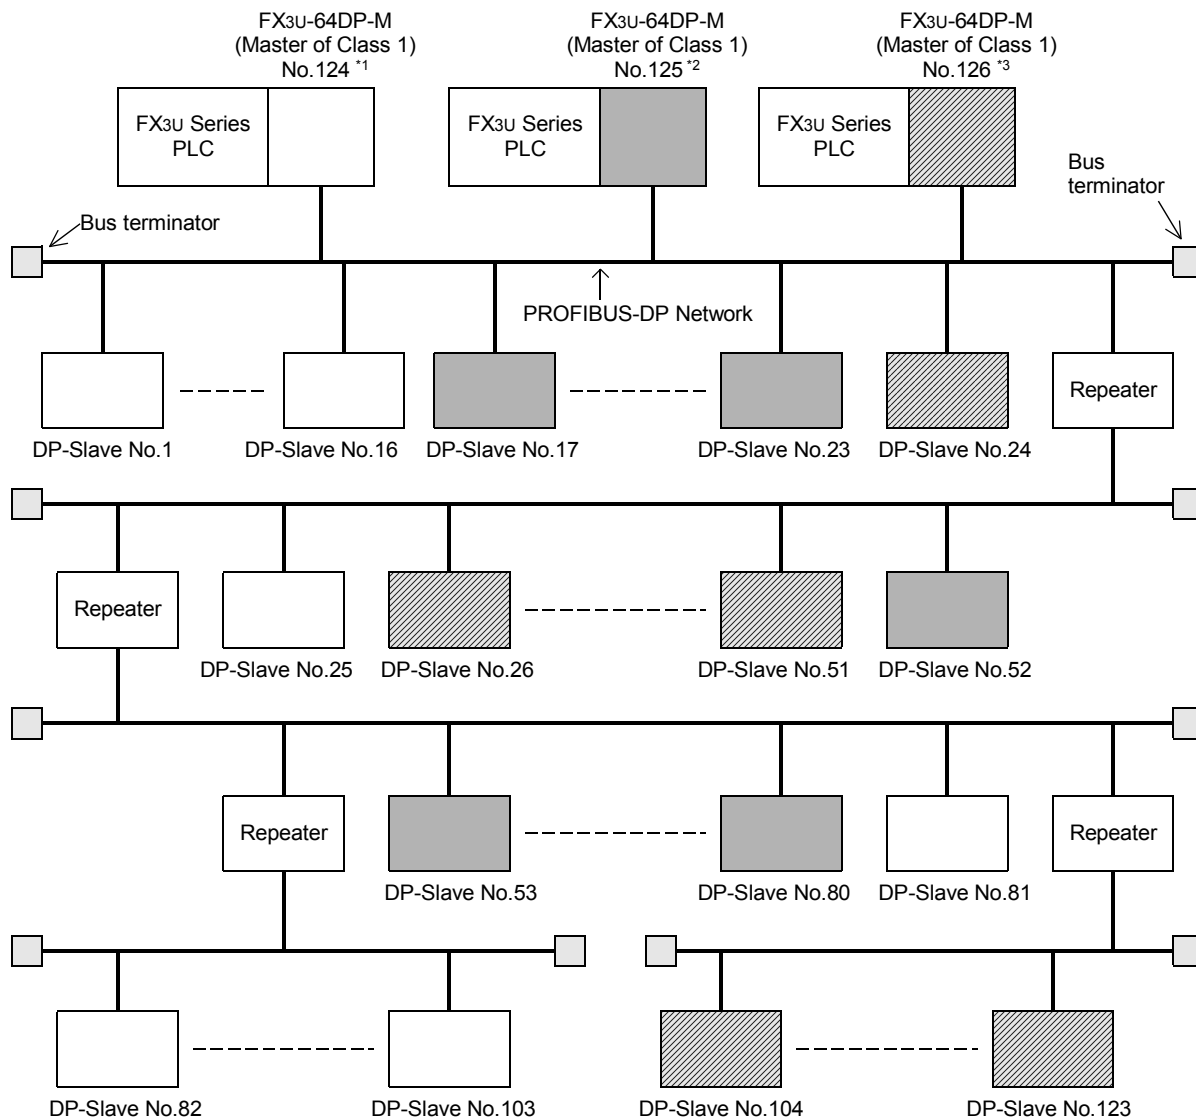 FX3U-64DP-M
(Master of Class 1)
No.124 *1
FX3U-64DP-M
(Master of Class 1)
No.125 *2
FX3U-64DP-M
(Master of Class 1)
No.126 *3
FX3U Series
PLC
FX3U Series
PLC
FX3U Series
PLC
Bus
terminator
Bus terminator
PROFIBUS-DP Network
Repeater
DP-Slave No.1
DP-Slave No.16
DP-Slave No.17
DP-Slave No.23
DP-Slave No.24
Repeater
DP-Slave No.25
DP-Slave No.26
DP-Slave No.51
DP-Slave No.52
Repeater
Repeater
DP-Slave No.53
DP-Slave No.80
DP-Slave No.81
DP-Slave No.82
DP-Slave No.103
DP-Slave No.104
DP-Slave No.123